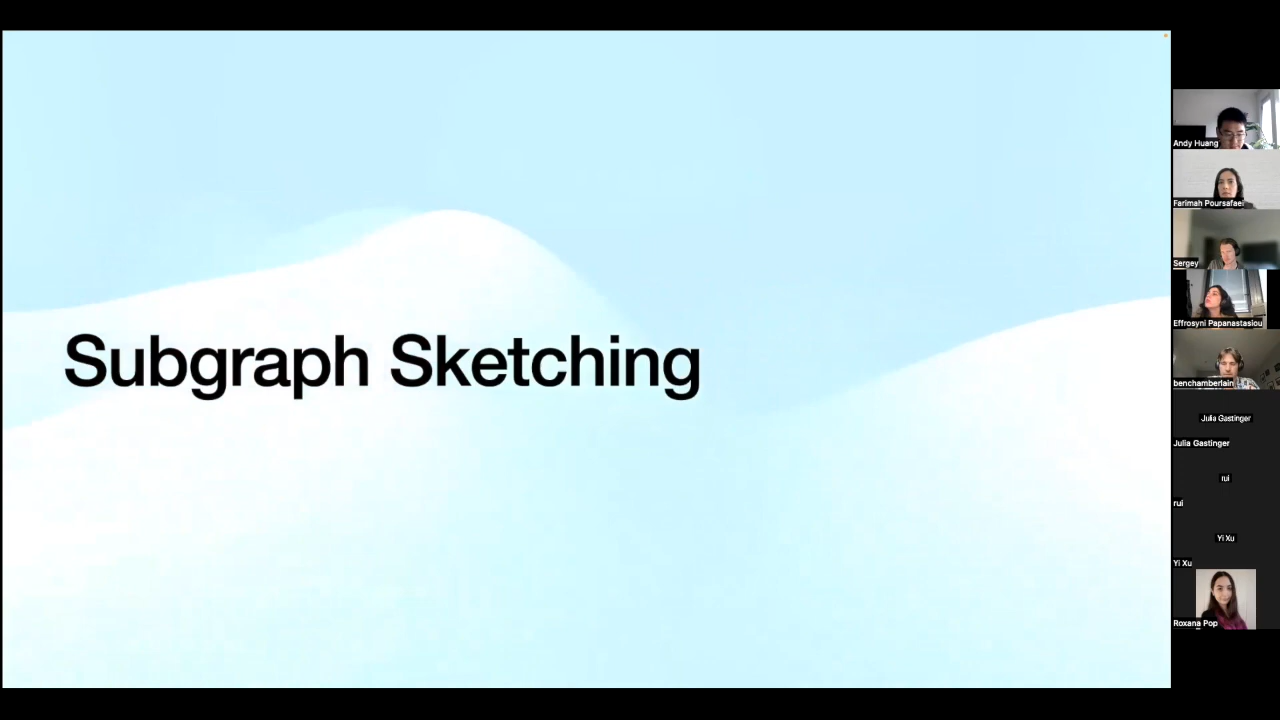 Subgraph Sketching
Andy Huang
Farimah Poursafaei
Sergey
Effrosyni Papanastasiou
benchamberlain
Julia Gastinger
Julia Gastinger
rui
rui
Yi Xu
Yi Xu
Roxana Pop